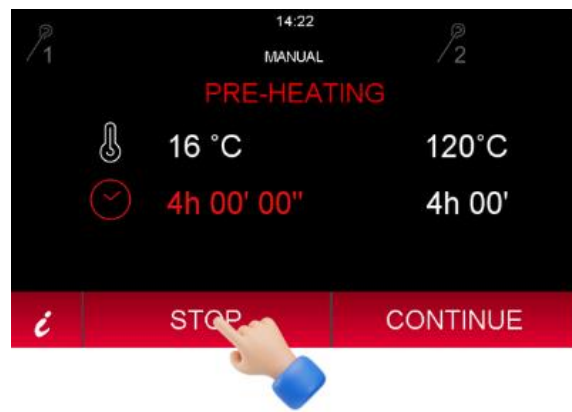 14:22
1
MANUAL
2
PRE-HEATING
16 °C 120°C
4h 00' 00" 4h 00'
i STOP CONTINUE